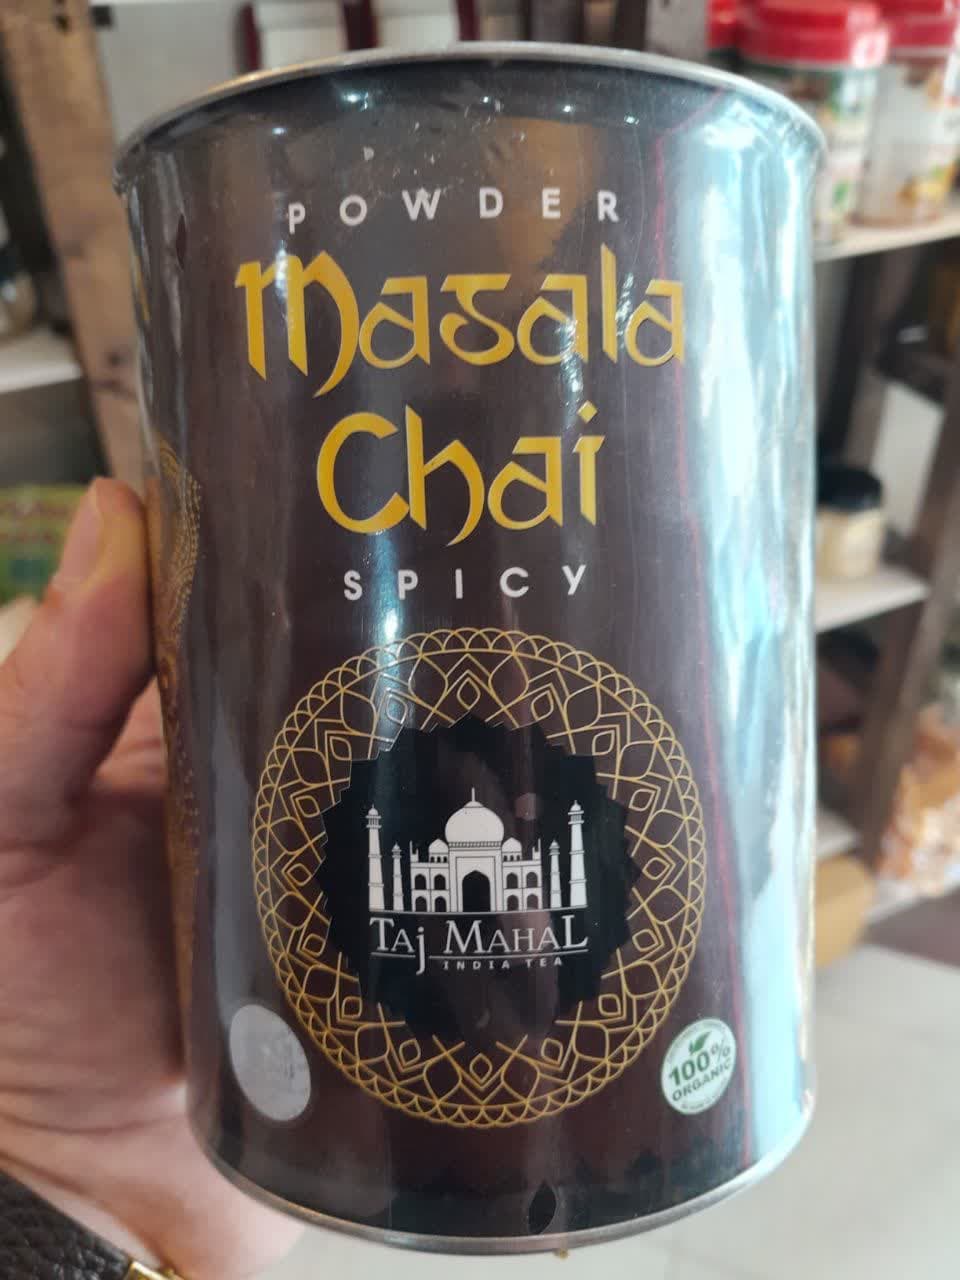 POWDER
Masala
Chai
SPICY
TAj MAHAL
INDIA TEA
100%
ORGANIC